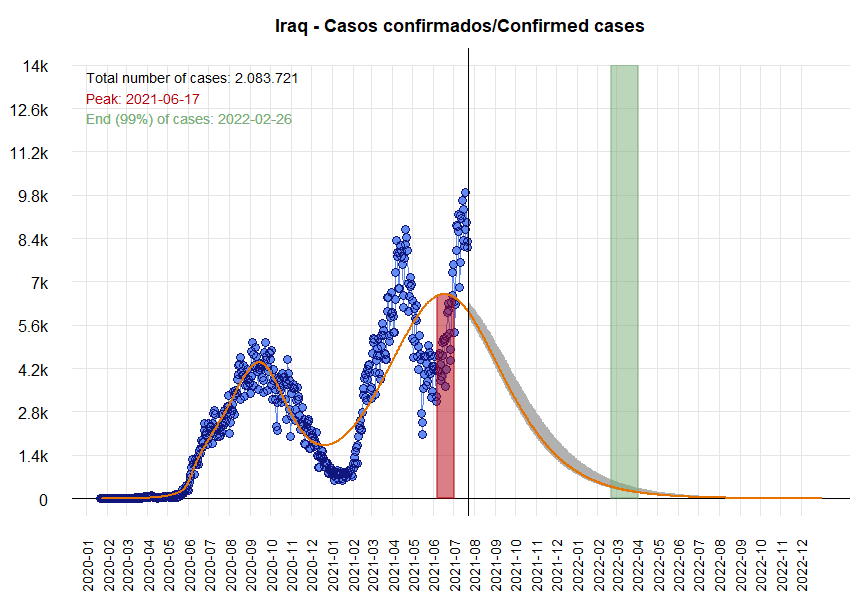 Iraq - Casos confirmados/Confirmed cases
14k
Total number of cases: 2.083.721
Peak: 2021-06-17
End (99%) of cases: 2022-02-26
12.6k
11.2k
9.8k
8.4k
7k
5.6k
4.2k
2.8k
1.4k
0
2020-01
2020-02
2020-03
2020-04
2020-05
2020-06
2020-07
2020-08
2020-09
2020-10
2020-11
2020-12
2021-01
2021-02
2021-03
2021-04
2021-05
2021-06
2021-07
2021-08
2021-09
2021-10
2021-11
2021-12
2022-01
2022-02
2022-03
2022-04
2022-05
2022-06
2022-07
2022-08
2022-09
2022-10
2022-11
2022-12